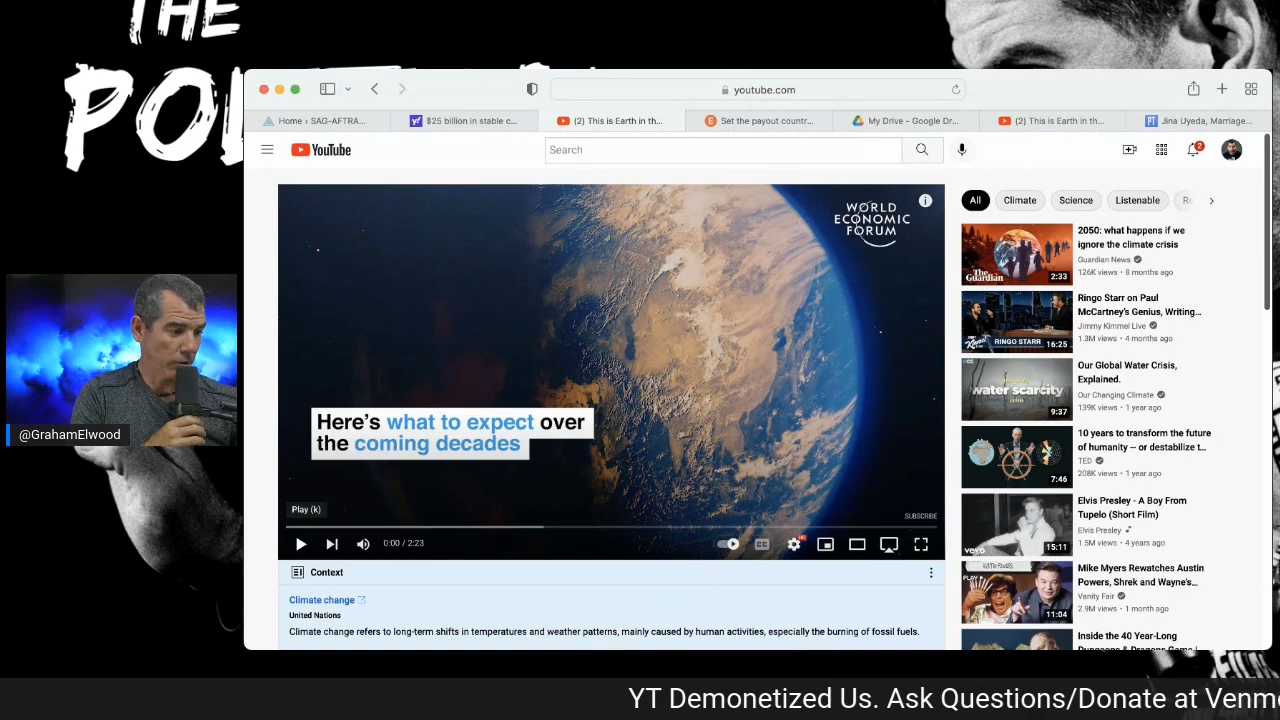 THE
youtube.com
Home › SAG-AFTRA...
$25 billion in stable c...
(2) This is Earth in th...
Set the payout countr...
My Drive – Google Dr...
(2) This is Earth in th...
Jina Uyeda, Marriage...
YouTube
Search
2
WORLD
ECONOMIC
FORUM
Here's what to expect over
the coming decades
Play (k)
SUBSCRIBE
0:00 / 2:23
CC
HD
Context
Climate change
United Nations
Climate change refers to long-term shifts in temperatures and weather patterns, mainly caused by human activities, especially the burning of fossil fuels.
All
Climate
Science
Listenable
Re
The
Guardian
2:33
2050: what happens if we
ignore the climate crisis
Guardian News
126K views • 8 months ago
RINGO STARR
16:25
Ringo Starr on Paul
McCartney's Genius, Writing...
Jimmy Kimmel Live
1.3M views • 4 months ago
water scarcity
9:37
Our Global Water Crisis,
Explained.
Our Changing Climate
139K views • 1 year ago
7:46
10 years to transform the future
of humanity -- or destabilize t...
TED
208K views • 1 year ago
vevo
15:11
Elvis Presley - A Boy From
Tupelo (Short Film)
Elvis Presley
1.5M views • 4 years ago
11:04
Mike Myers Rewatches Austin
Powers, Shrek and Wayne's...
Vanity Fair
2.9M views • 1 month ago
Inside the 40 Year-Long
Dungeons & Dragons Game |
@GrahamElwood
YT Demonetized Us. Ask Questions/Donate at Venm